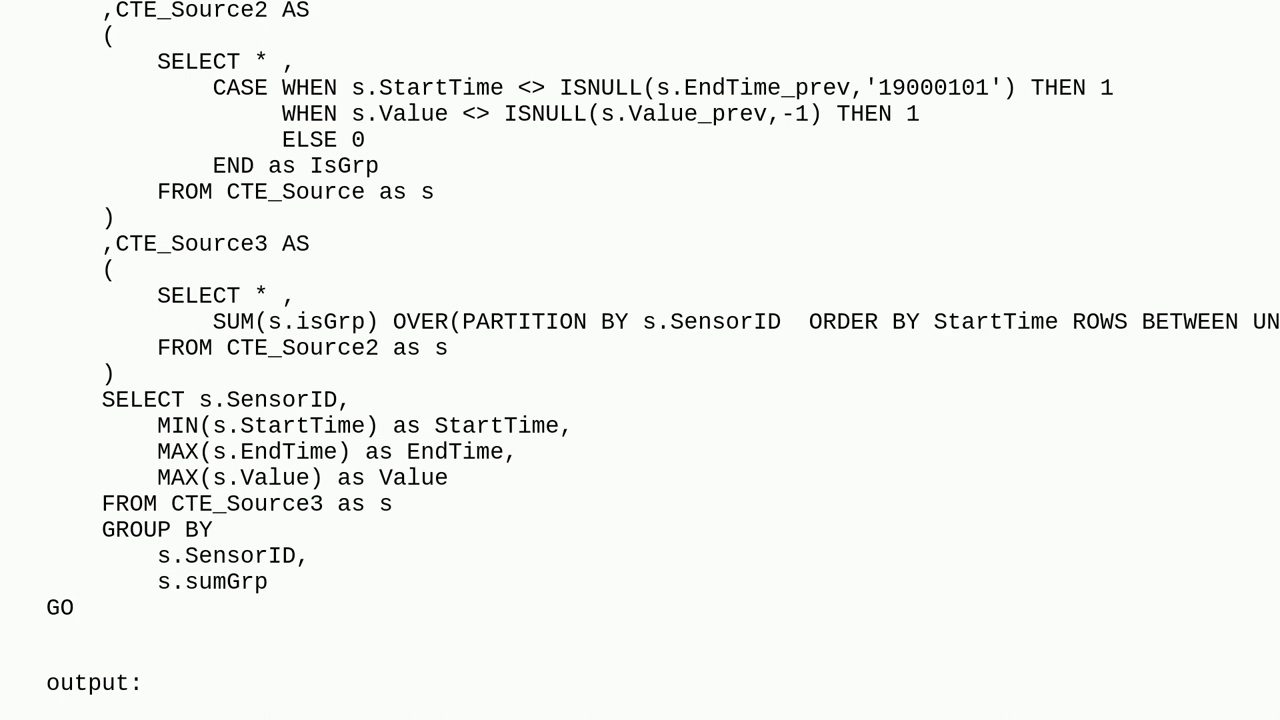 ,CTE_Source2 AS
(
SELECT * ,
CASE WHEN s.StartTime <> ISNULL(s.EndTime_prev,'19000101') THEN 1
WHEN s.Value <> ISNULL(s.Value_prev,-1) THEN 1
ELSE 0
END as IsGrp
FROM CTE_Source as s
)
,CTE_Source3 AS
(
SELECT * ,
SUM(s.isGrp) OVER(PARTITION BY s.SensorID  ORDER BY StartTime ROWS BETWEEN UN
FROM CTE_Source2 as s
)
SELECT s.SensorID,
MIN(s.StartTime) as StartTime,
MAX(s.EndTime) as EndTime,
MAX(s.Value) as Value
FROM CTE_Source3 as s
GROUP BY
s.SensorID,
s.sumGrp
GO
output: